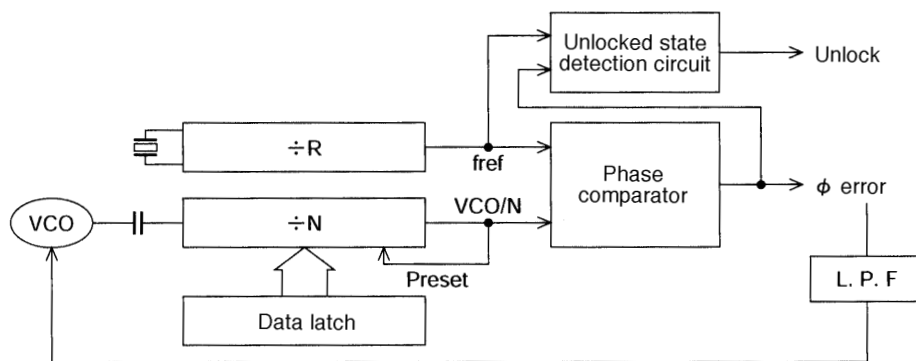 Unlocked state
detection circuit
Unlock
÷R
fref
Phase
comparator
ϕ error
VCO
÷N
VCO/N
Preset
L. P. F
Data latch